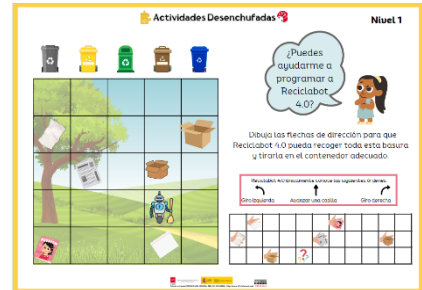 Actividades Desenchufadas
Nivel 1
¿Puedes
ayudarme a
programar a
Reciclabot
4.0?
Dibuja las flechas de dirección para que
Reciclabot 4.0 pueda recoger toda esta basura
y tirarla en el contenedor adecuado.
Reciclabot 4.0 únicamente conoce las siguientes órdenes:
Giro izquierda
Avanzar una casilla
Giro derecha